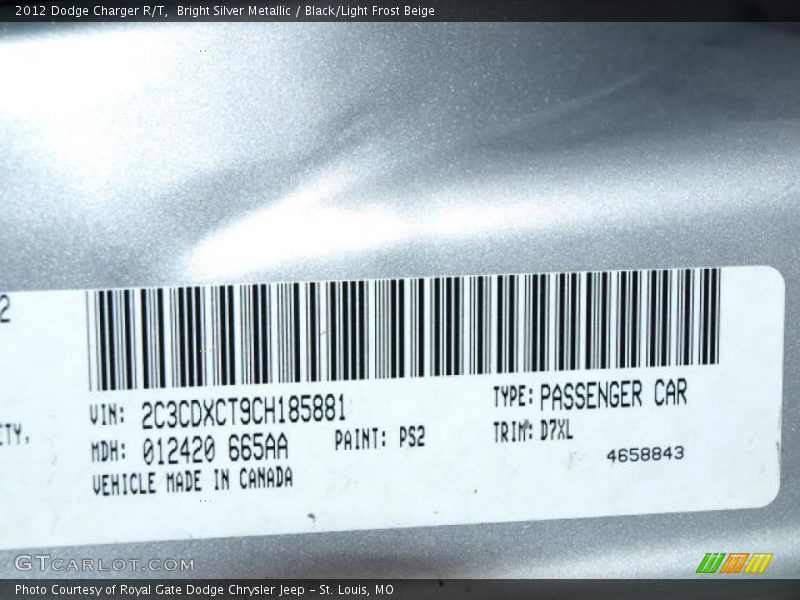 2012 Dodge Charger R/T, Bright Silver Metallic / Black/Light Frost Beige
2
ETY.
VIN: 2C3CDXCT9CH185881
TYPE: PASSENGER CAR
MDH: 012420 665AA
PAINT: PS2
TRIM: D7XL
VEHICLE MADE IN CANADA
4658843
GTCARLOT.COM
Photo Courtesy of Royal Gate Dodge Chrysler Jeep – St. Louis, MO